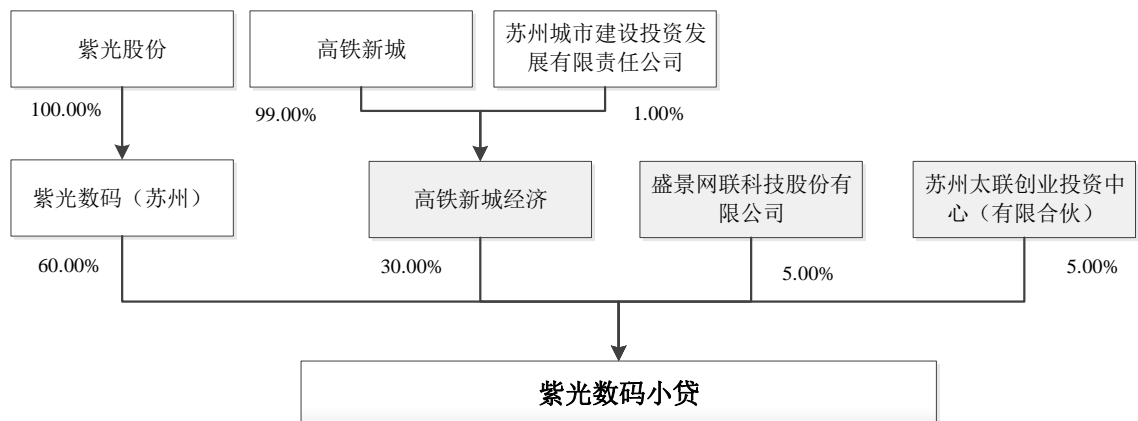 紫光股份
高铁新城
苏州城市建设投资发
展有限责任公司
100.00%
99.00%
1.00%
紫光数码（苏州）
高铁新城经济
盛景网联科技股份有
限公司
苏州太联创业投资中
心（有限合伙）
60.00%
30.00%
5.00%
5.00%
紫光数码小贷